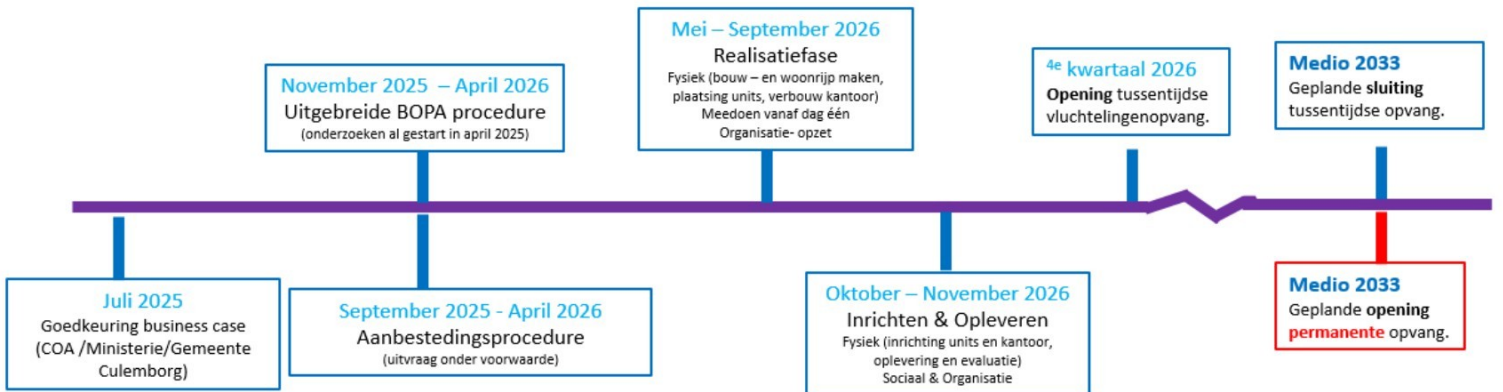 Mei – September 2026
Realisatiefase
Fysiek (bouw – en woonrijp maken,
plaatsing units, verbouw kantoor)
Meedoen vanaf dag één
Organisatie- opzet
November 2025 – April 2026
Uitgebreide BOPA procedure
(onderzoeken al gestart in april 2025)
4e kwartaal 2026
Opening tussentijdse
vluchtelingenopvang.
Medio 2033
Geplande sluiting
tussentijdse opvang.
Juli 2025
Goedkeuring business case
(COA /Ministerie/Gemeente
Culemborg)
September 2025 - April 2026
Aanbestedingsprocedure
(uitvraag onder voorwaarde)
Oktober – November 2026
Inrichten & Opleveren
Fysiek (inrichting units en kantoor,
oplevering en evaluatie)
Sociaal & Organisatie
Medio 2033
Geplande opening
permanente opvang.